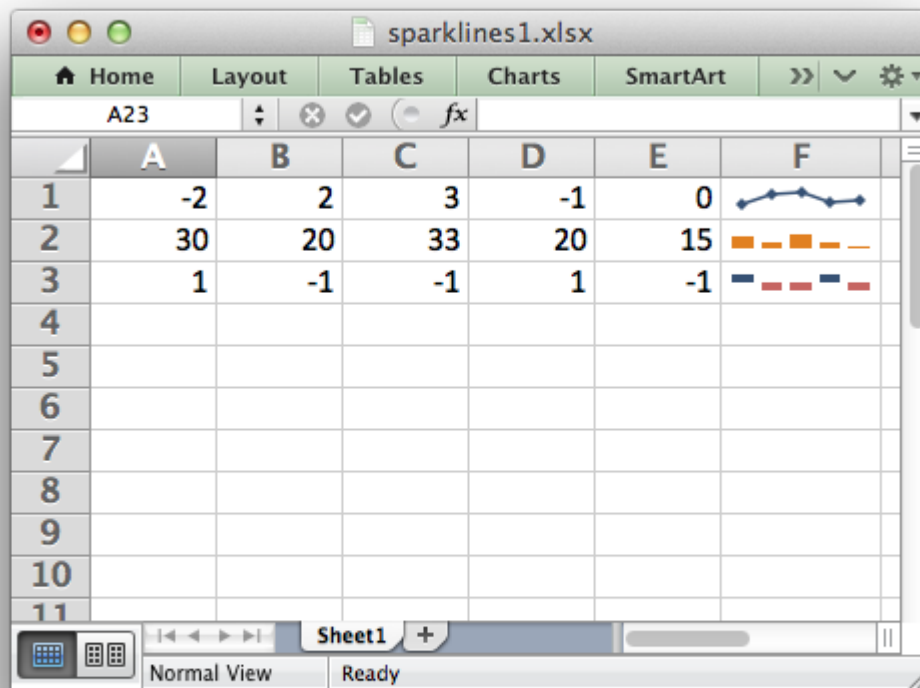 sparklines1.xlsx
Home Layout Tables Charts SmartArt
A23 fx
A B C D E F
1 -2 2 3 -1 0
2 30 20 33 20 15
3 1 -1 -1 1 -1
4
5
6
7
8
9
10
11
Sheet1 +
Normal View Ready